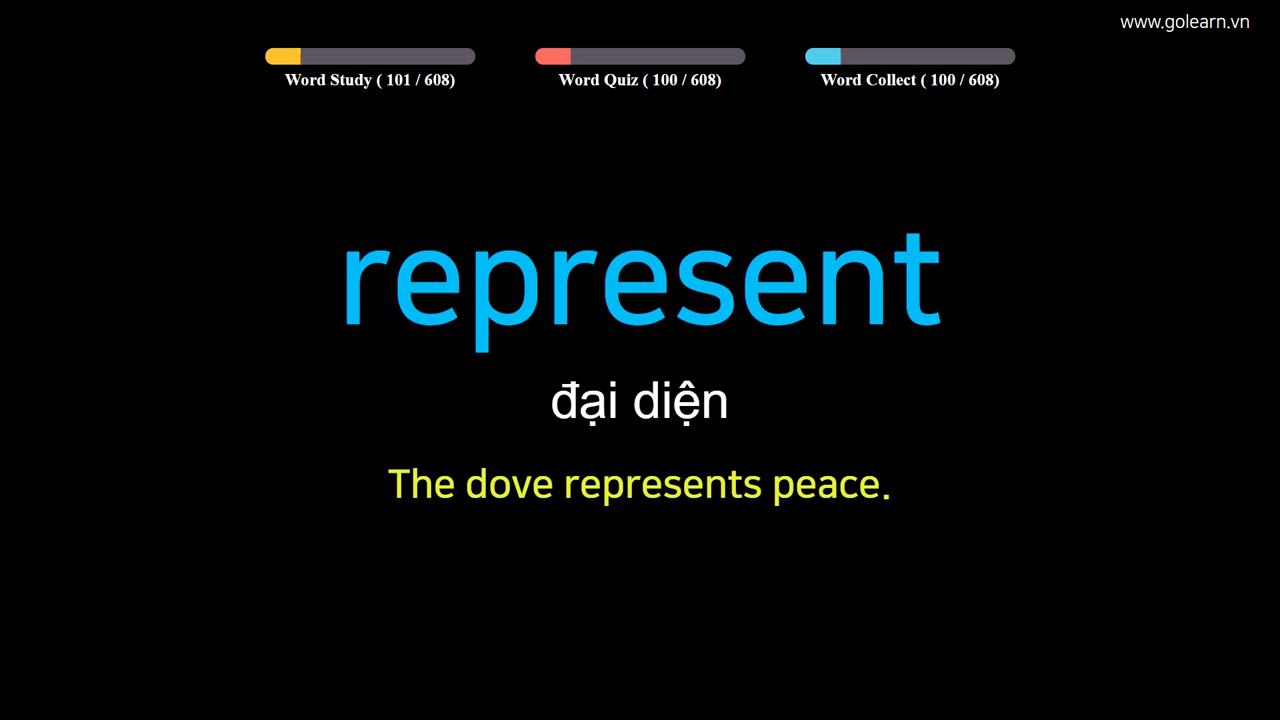 www.golearn.vn
Word Study ( 101 / 608)
Word Quiz ( 100 / 608)
Word Collect ( 100 / 608)
represent
đại diện
The dove represents peace.